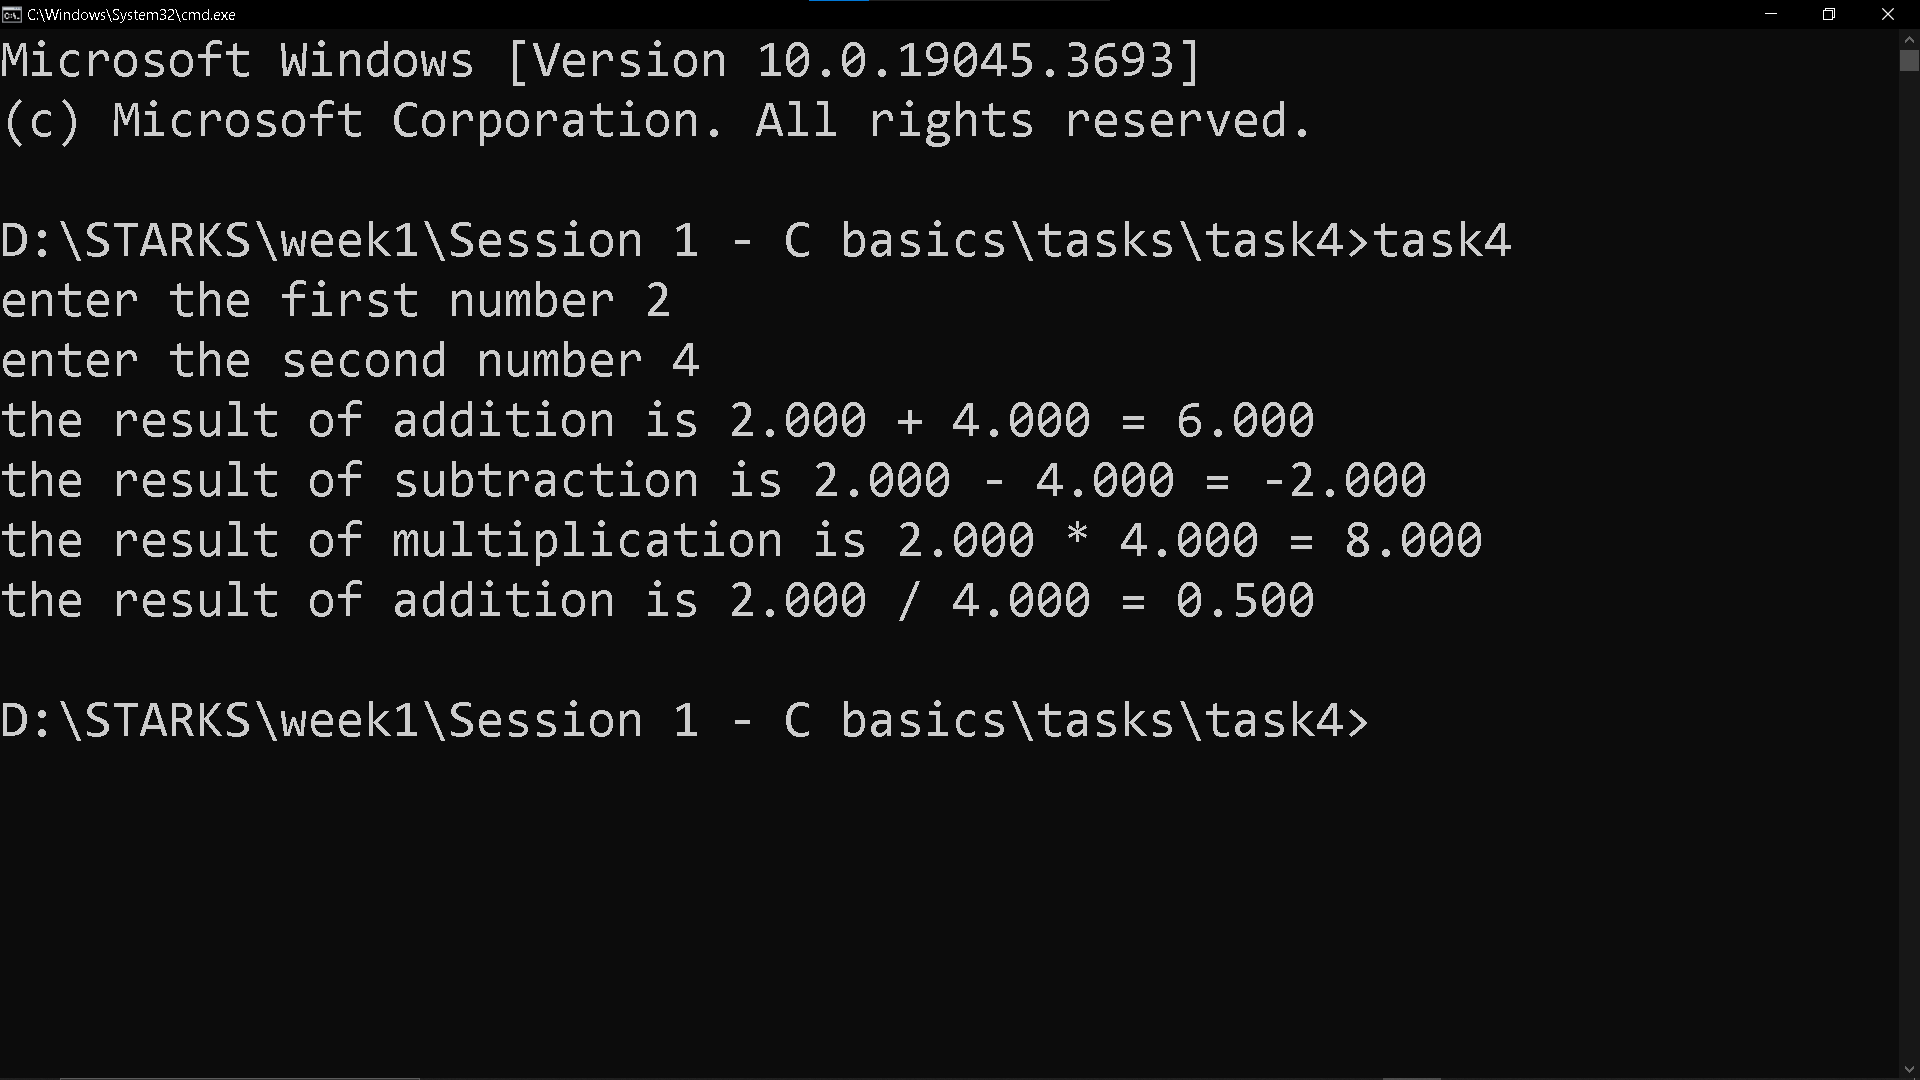 C:\Windows\System32\cmd.exe
Microsoft Windows [Version 10.0.19045.3693]
(c) Microsoft Corporation. All rights reserved.
D:\STARKS\week1\Session 1 - C basics\tasks\task4>task4
enter the first number 2
enter the second number 4
the result of addition is 2.000 + 4.000 = 6.000
the result of subtraction is 2.000 - 4.000 = -2.000
the result of multiplication is 2.000 * 4.000 = 8.000
the result of addition is 2.000 / 4.000 = 0.500
D:\STARKS\week1\Session 1 - C basics\tasks\task4>